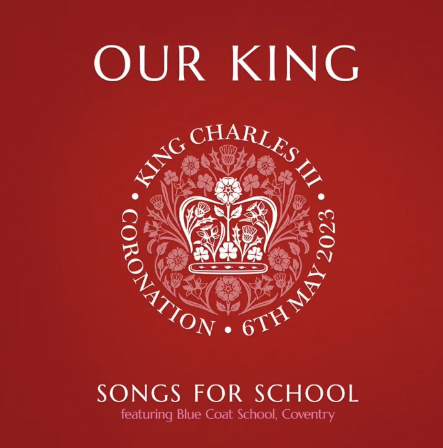 OUR KING
KING CHARLES III • 6TH MAY 2023 • CORONATION •
SONGS FOR SCHOOL
featuring Blue Coat School, Coventry